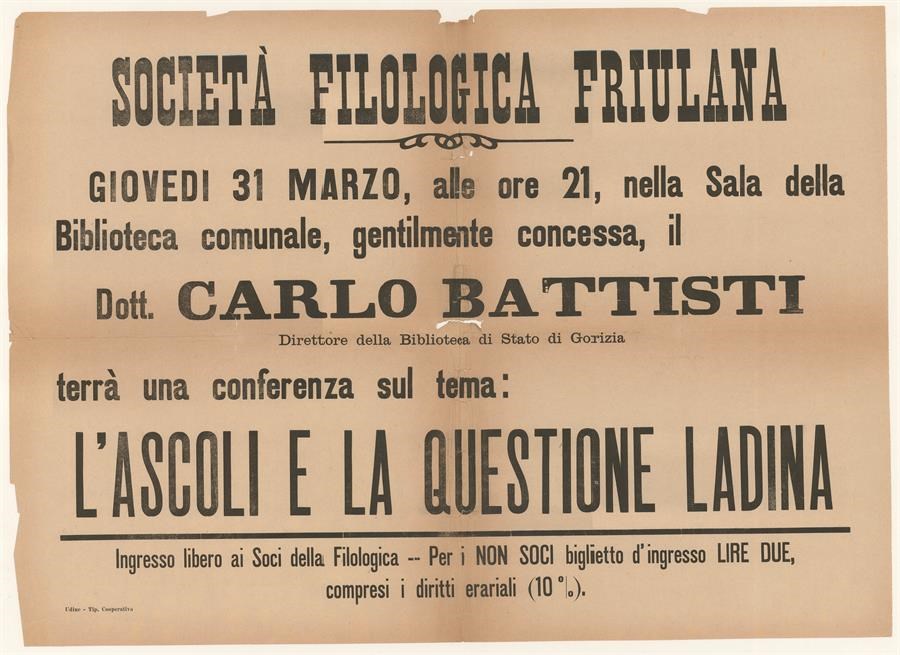 SOCIETÀ FILOLOGICA FRIULANA
GIOVEDI 31 MARZO, alle ore 21, nella Sala della
Biblioteca comunale, gentilmente concessa, il
Dott. CARLO BATTISTI
Direttore della Biblioteca di Stato di Gorizia
terrà una conferenza sul tema:
L'ASCOLI E LA QUESTIONE LADINA
Ingresso libero ai Soci della Filologica -- Per i NON SOCI biglietto d'ingresso LIRE DUE,
compresi i diritti erariali (10 %).
Udine - Tip. Cooperativa